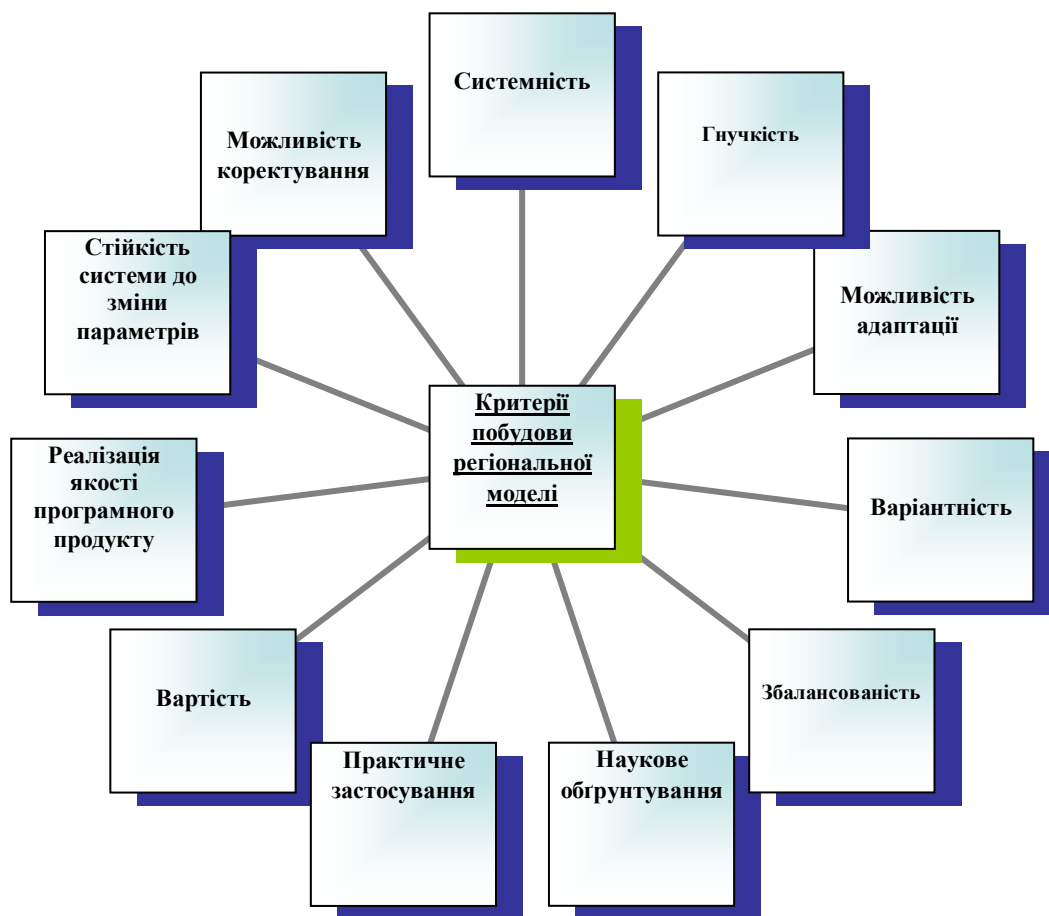 Системність
Гнучкість
Можливість
коректування
Стійкість
системи до
зміни
параметрів
Можливість
адаптації
Критерії
побудови
регіональної
моделі
Реалізація
якості
програмного
продукту
Варіантність
Вартість
Збалансованість
Практичне
застосування
Наукове
обґрунтування